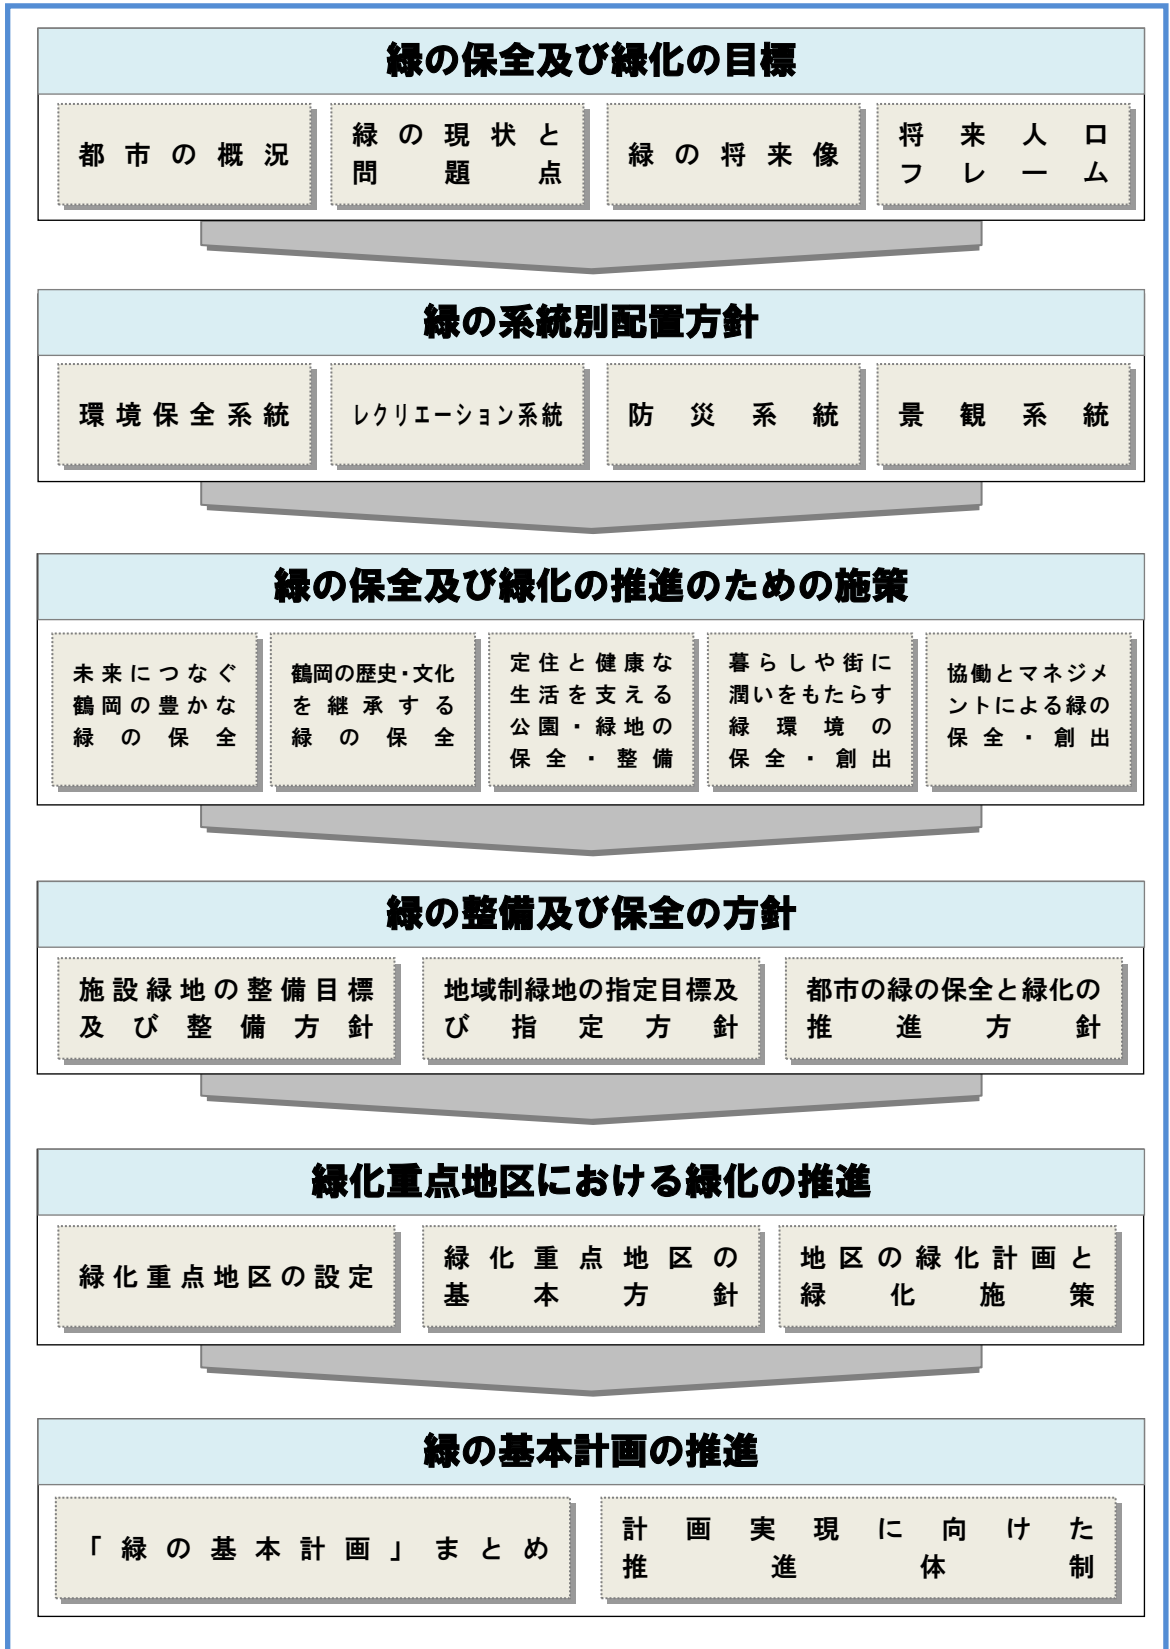 緑の保全及び緑化の目標
都市の概況
緑の現状と
問題点
緑の将来像
将来人口
フレーム
緑の系統別配置方針
環境保全系統
レクリエーション系統
防災系統
景観系統
緑の保全及び緑化の推進のための施策
未来につなぐ
鶴岡の豊かな
緑の保全
鶴岡の歴史・文化
を継承する
緑の保全
定住と健康な
生活を支える
公園・緑地の
保全・整備
暮らしや街に
潤いをもたらす
緑環境の
保全・創出
協働とマネジメ
ントによる緑の
保全・創出
緑の整備及び保全の方針
施設緑地の整備目標
及び整備方針
地域制緑地の指定目標及
び指定方針
都市の緑の保全と緑化の
推進方針
緑化重点地区における緑化の推進
緑化重点地区の設定
緑化重点地区の
基本方針
地区の緑化計画と
緑化施策
緑の基本計画の推進
「緑の基本計画」まとめ
計画実現に向けた
推進体制